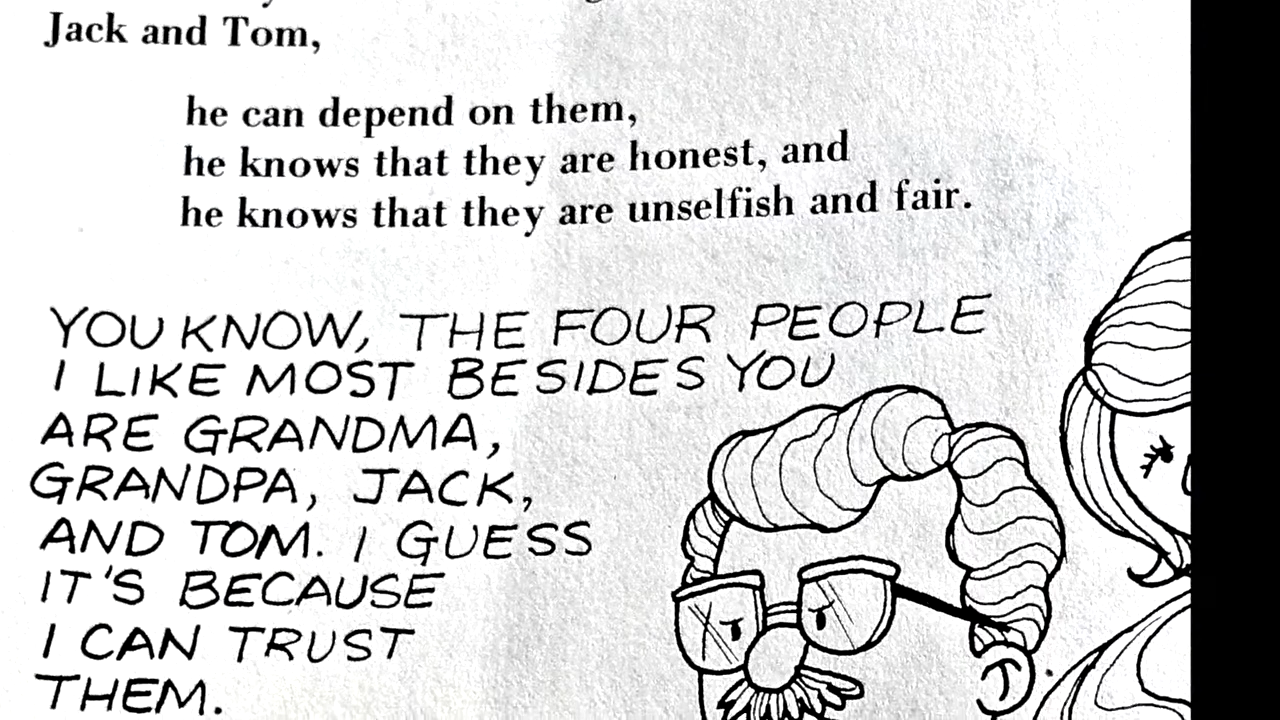 Jack and Tom,
he can depend on them,
he knows that they are honest, and
he knows that they are unselfish and fair.
YOU KNOW, THE FOUR PEOPLE
I LIKE MOST BESIDES YOU
ARE GRANDMA,
GRANDPA, JACK,
AND TOM. I GUESS
IT'S BECAUSE
I CAN TRUST
THEM.